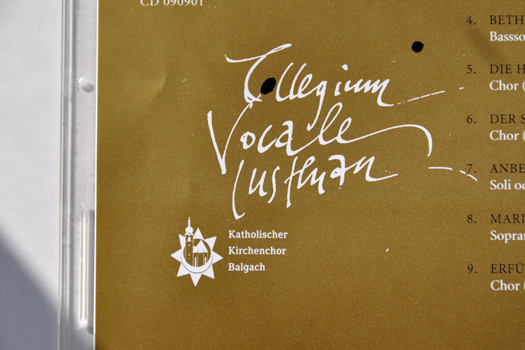 CD 090901
Collegium
Vocale
Lustenau
Katholischer
Kirchenchor
Balgach
4. BETH
Bassso
5. DIE H
Chor (
6. DER S
Chor (
7. ANBE
Soli oc
8. MARI
Sopran
9. ERFÜ
Chor (